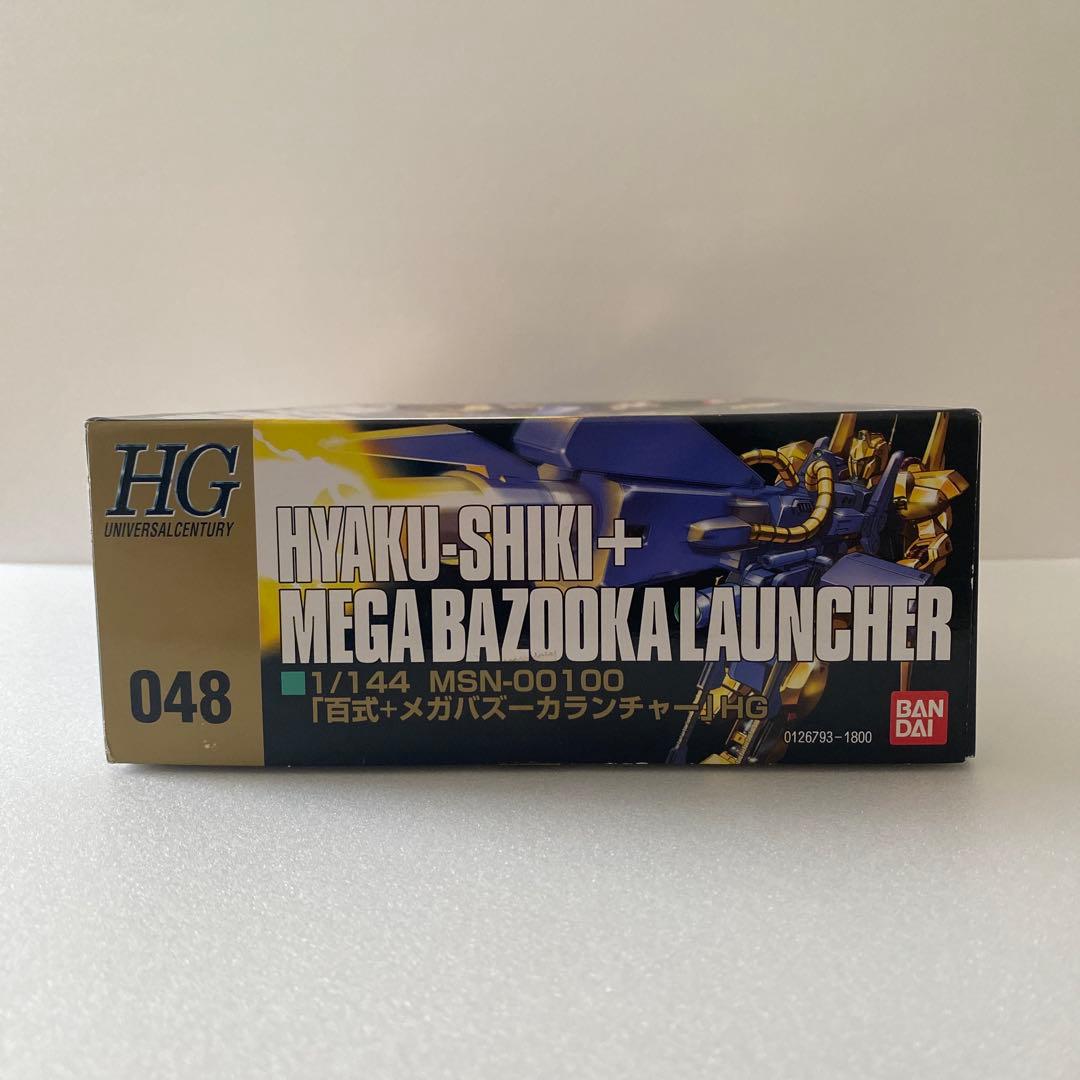 HG
UNIVERSALCENTURY
048
HYAKU-SHIKI+
MEGA BAZOOKA LAUNCHER
1/144 MSN-00100
「百式+メガバズーカランチャー」HG
0126793-1800
BAN
DAI